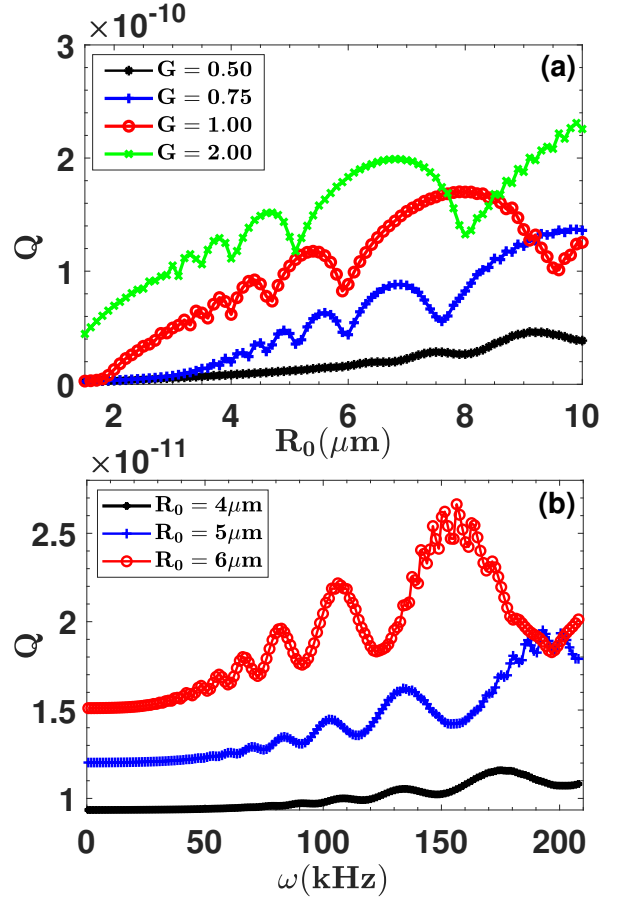 ×10⁻¹⁰
3
2
1
0
Q
(a)
G = 0.50
G = 0.75
G = 1.00
G = 2.00
2 4 6 8 10
R₀(μm)
×10⁻¹¹
2.5
2
1.5
1
Q
(b)
R₀ = 4μm
R₀ = 5μm
R₀ = 6μm
0 50 100 150 200
ω(kHz)